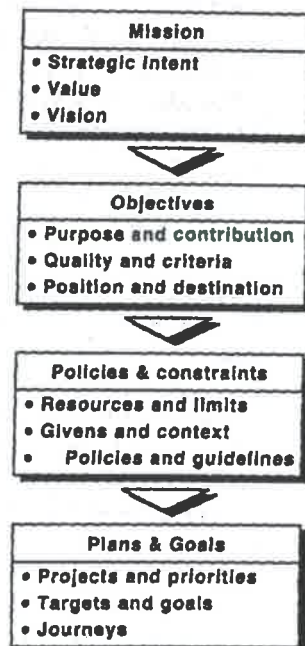 Mission
• Strategic intent
• Value
• Vision
Objectives
• Purpose and contribution
• Quality and criteria
• Position and destination
Policies & constraints
• Resources and limits
• Givens and context
• Policies and guidelines
Plans & Goals
• Projects and priorities
• Targets and goals
• Journeys